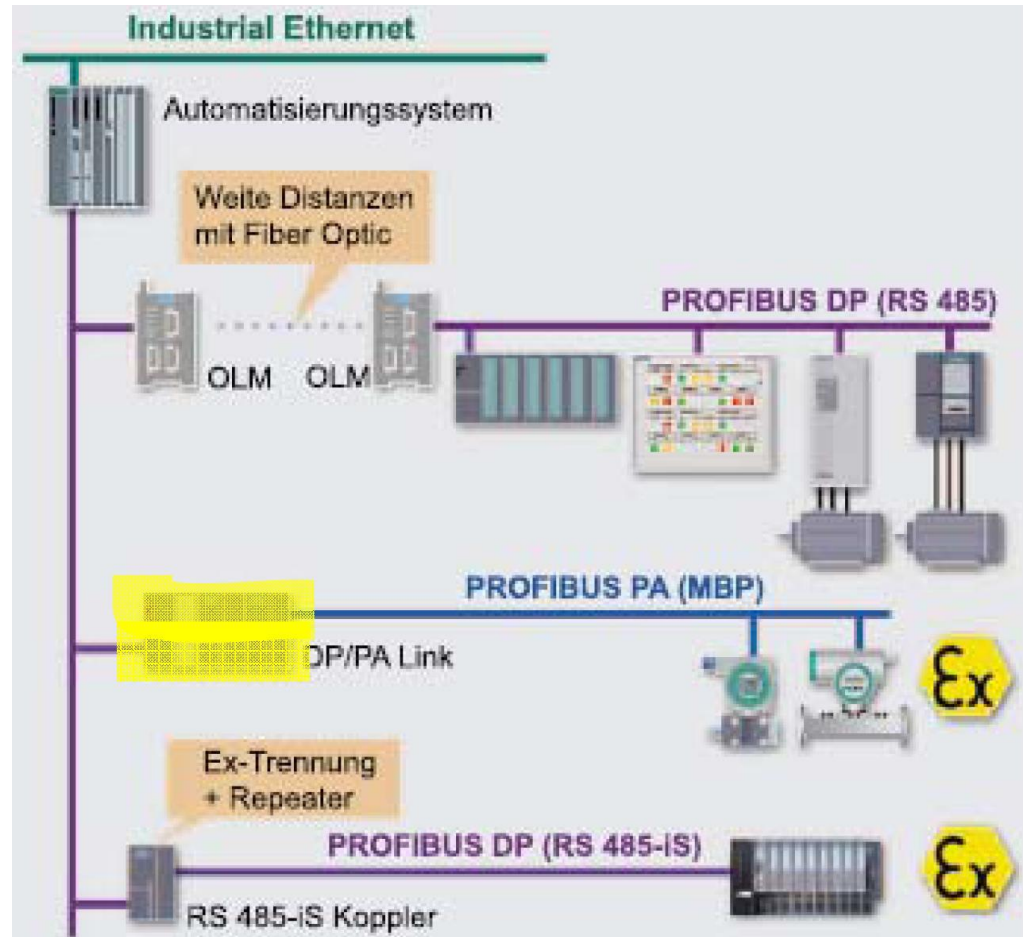 Industrial Ethernet
Automatisierungssystem
Weite Distanzen
mit Fiber Optic
PROFIBUS DP (RS 485)
OLM OLM
PROFIBUS PA (MBP)
DP/PA Link
Ex
Ex-Trennung
+ Repeater
PROFIBUS DP (RS 485-iS)
Ex
RS 485-iS Koppler